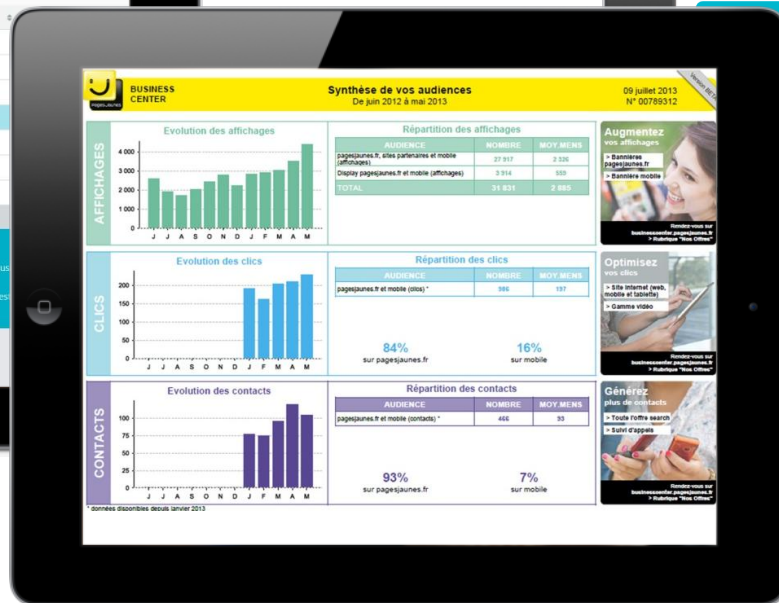 PAGESJAUNES
BUSINESS
CENTER
Synthèse de vos audiences
De juin 2012 à mai 2013
09 juillet 2013
N° 00789312
Version BETA
AFFICHAGES
Evolution des affichages
4 000
3 000
2 000
1 000
0
J J A S O N D J F M A M
Répartition des affichages
AUDIENCE NOMBRE MOY.MENS
pagesjaunes.fr, sites partenaires et mobile
(affichages) 27 917 2 326
Display pagesjaunes.fr et mobile (affichages) 3 914
TOTAL 31 831
Augmentez
vos affichages
> Bannières
pagesjaunes.fr
> Bannière mobile
Rendez-vous sur
businesscenter.pagesjaunes.fr
> Rubrique "Nos Offres"
CLICS
Evolution des clics
200
150
100
50
0
J J A S O N D J F M A M
Répartition des clics
AUDIENCE NOMBRE MOY.MENS
pagesjaunes.fr et mobile (clics) * 986 197
84%
sur pagesjaunes.fr
16%
sur mobile
Optimisez
vos clics
> Site Internet (web,
mobile et tablette)
> Gamme vidéo
Rendez-vous sur
businesscenter.pagesjaunes.fr
> Rubrique "Nos Offres"
CONTACTS
Evolution des contacts
100
75
50
25
0
J J A S O N D J F M A M
Répartition des contacts
AUDIENCE NOMBRE MOY.MENS
pagesjaunes.fr et mobile (contacts) * 466 93
93%
sur pagesjaunes.fr
7%
sur mobile
Générez
plus de contacts
> Toute l'offre search
> Suivi d'appels
Rendez-vous sur
businesscenter.pagesjaunes.fr
> Rubrique "Nos Offres"
* données disponibles depuis janvier 2013